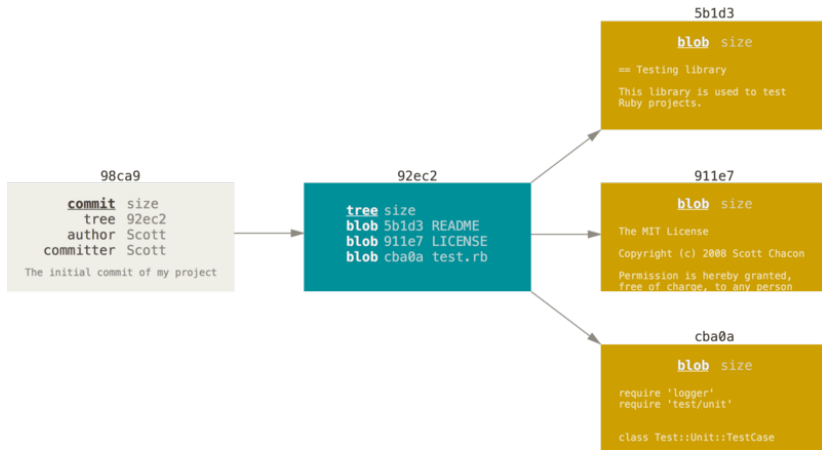 98ca9
commit size
tree 92ec2
author Scott
committer Scott
The initial commit of my project
92ec2
tree size
blob 5b1d3 README
blob 911e7 LICENSE
blob cba0a test.rb
5b1d3
blob size
== Testing library
This library is used to test
Ruby projects.
911e7
blob size
The MIT License
Copyright (c) 2008 Scott Chacon
Permission is hereby granted,
free of charge, to any person
cba0a
blob size
require 'logger'
require 'test/unit'
class Test::Unit::TestCase